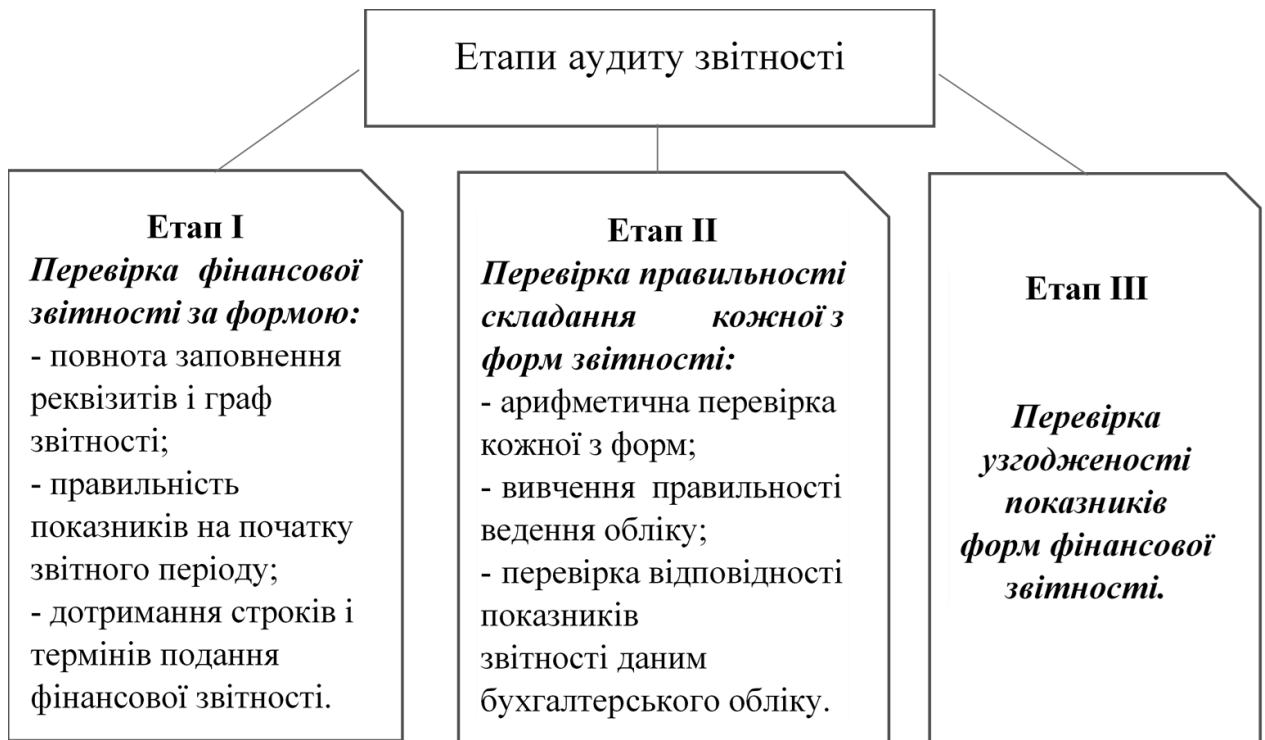 Етапи аудиту звітності
Етап І
Перевірка фінансової
звітності за формою:
- повнота заповнення
реквізитів і граф
звітності;
- правильність
показників на початку
звітного періоду;
- дотримання строків і
термінів подання
фінансової звітності.
Етап ІІ
Перевірка правильності
складання кожної з
форм звітності:
- арифметична перевірка
кожної з форм;
- вивчення правильності
ведення обліку;
- перевірка відповідності
показників
звітності даним
бухгалтерського обліку.
Етап ІІІ
Перевірка
узгодженості
показників
форм фінансової
звітності.